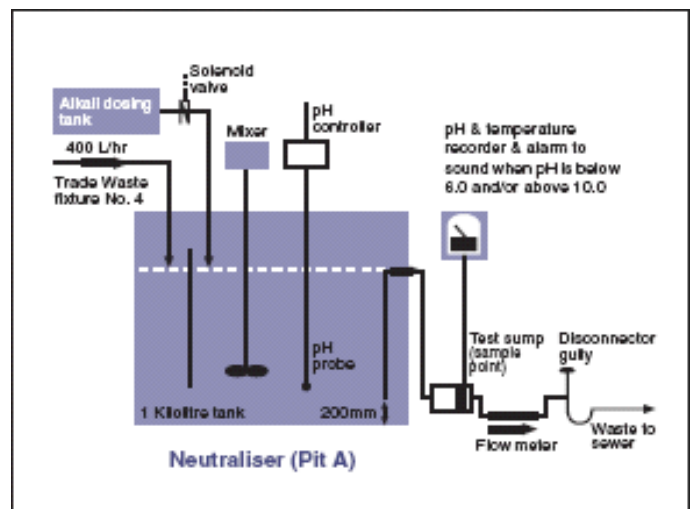 Solenoid
valve
Alkali dosing
tank
Mixer
pH
controller
400 L/hr
Trade Waste
fixture No. 4
pH & temperature
recorder & alarm to
sound when pH is below
6.0 and/or above 10.0
pH
probe
1 Kilolitre tank
200mm
Test sump
(sample
point)
Disconnector
gully
Flow meter
Waste to
sewer
Neutraliser (Pit A)